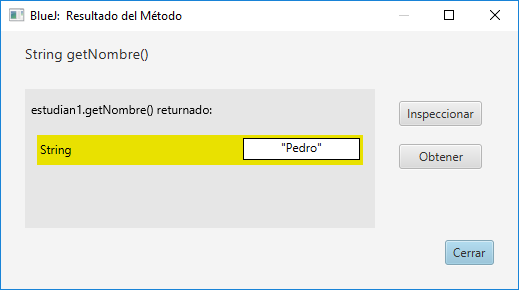 BlueJ:  Resultado del Método
String getNombre()
estudian1.getNombre() returnado:
String "Pedro"
Inspeccionar
Obtener
Cerrar